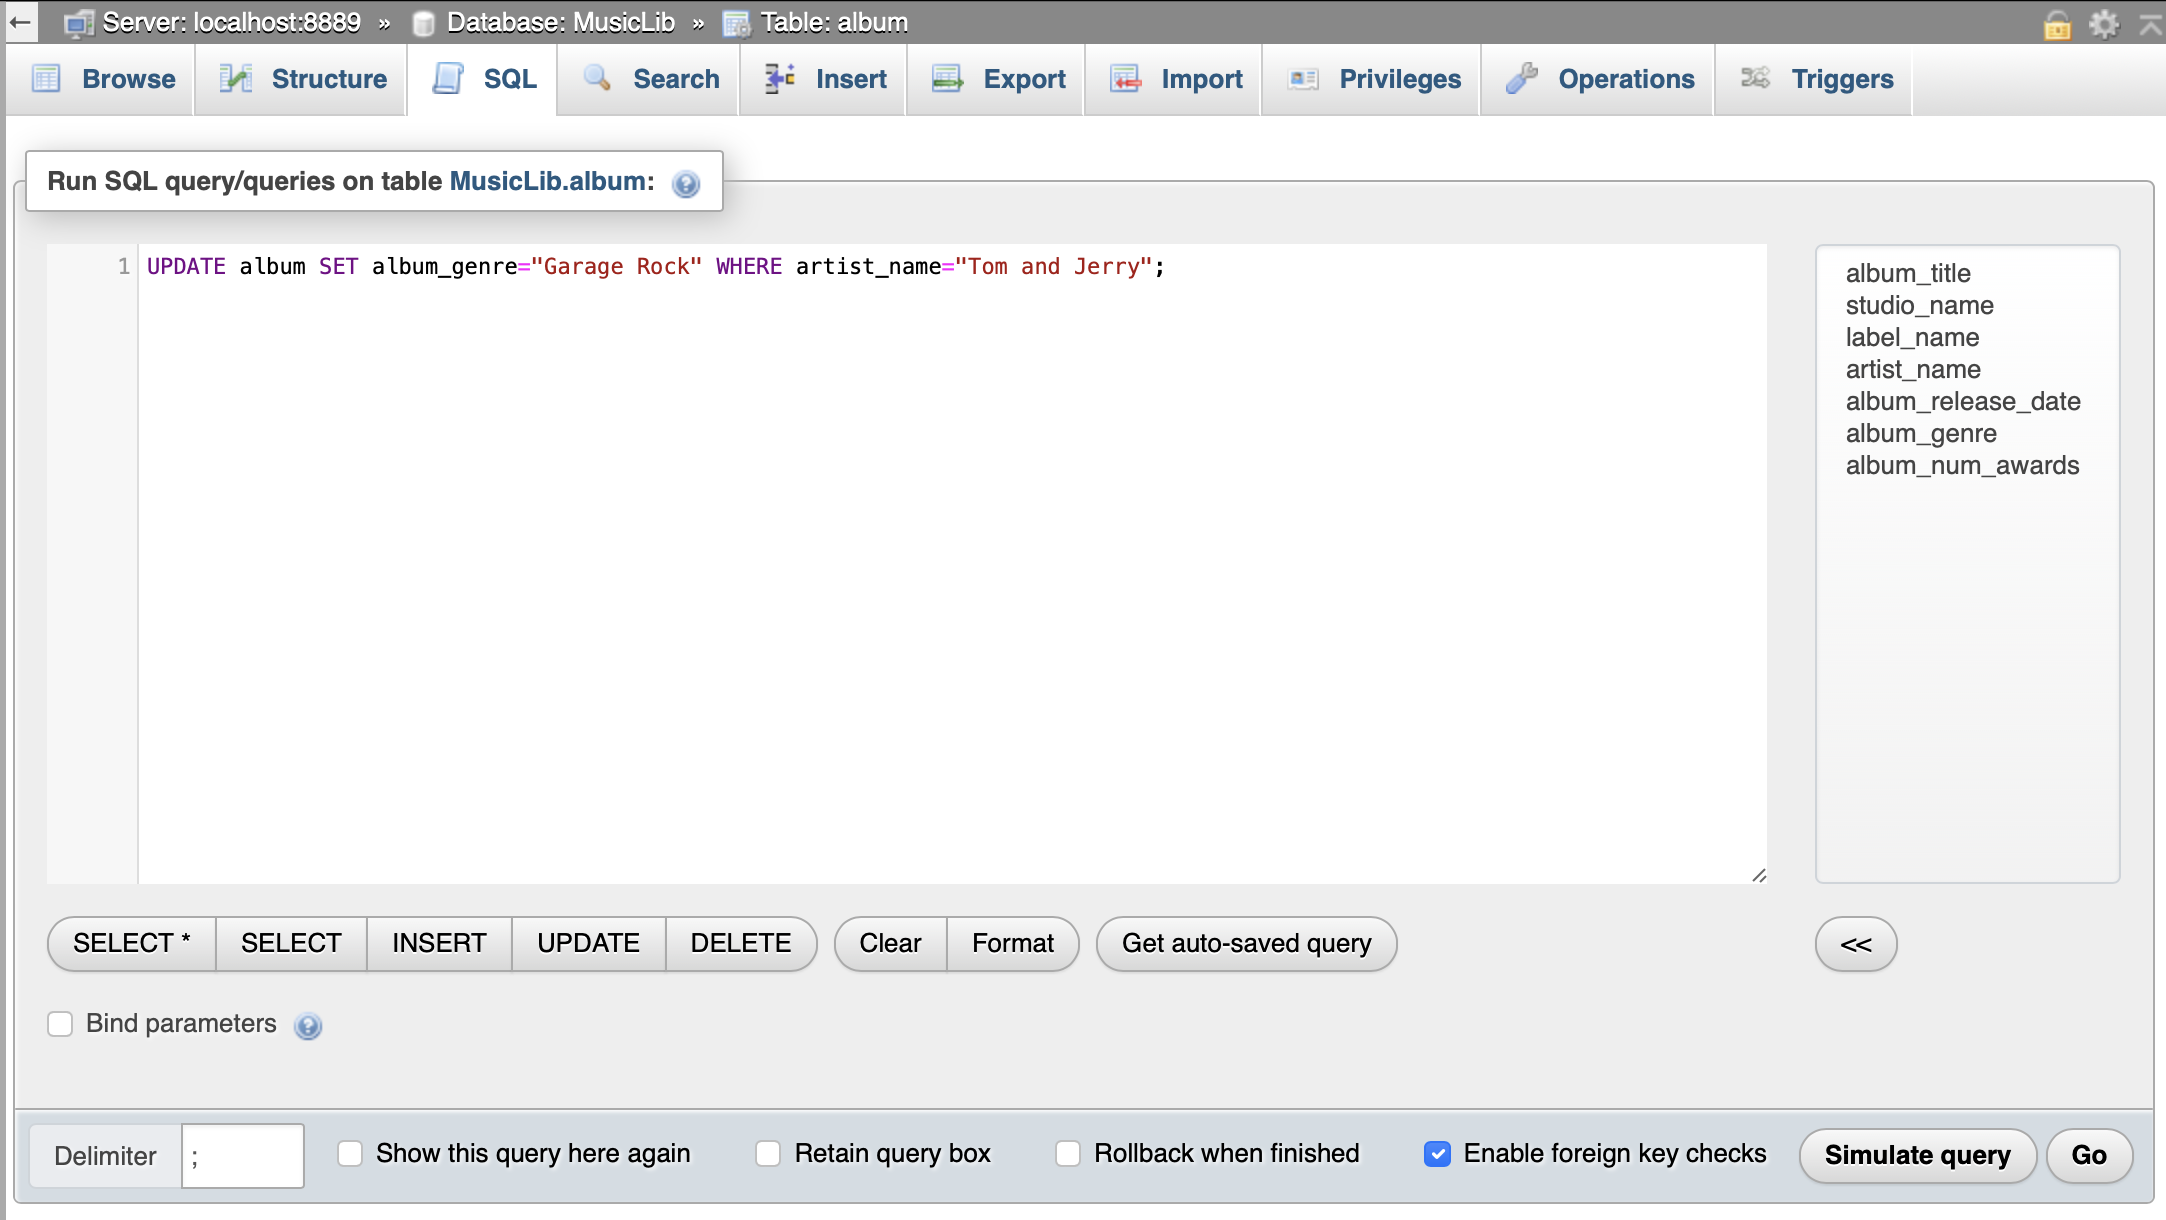 Server: localhost:8889 » Database: MusicLib » Table: album
Browse Structure SQL Search Insert Export Import Privileges Operations Triggers
Run SQL query/queries on table MusicLib.album:
1 UPDATE album SET album_genre="Garage Rock" WHERE artist_name="Tom and Jerry";
album_title
studio_name
label_name
artist_name
album_release_date
album_genre
album_num_awards
SELECT * SELECT INSERT UPDATE DELETE Clear Format Get auto-saved query <<
Bind parameters
Delimiter ; Show this query here again Retain query box Rollback when finished Enable foreign key checks Simulate query Go